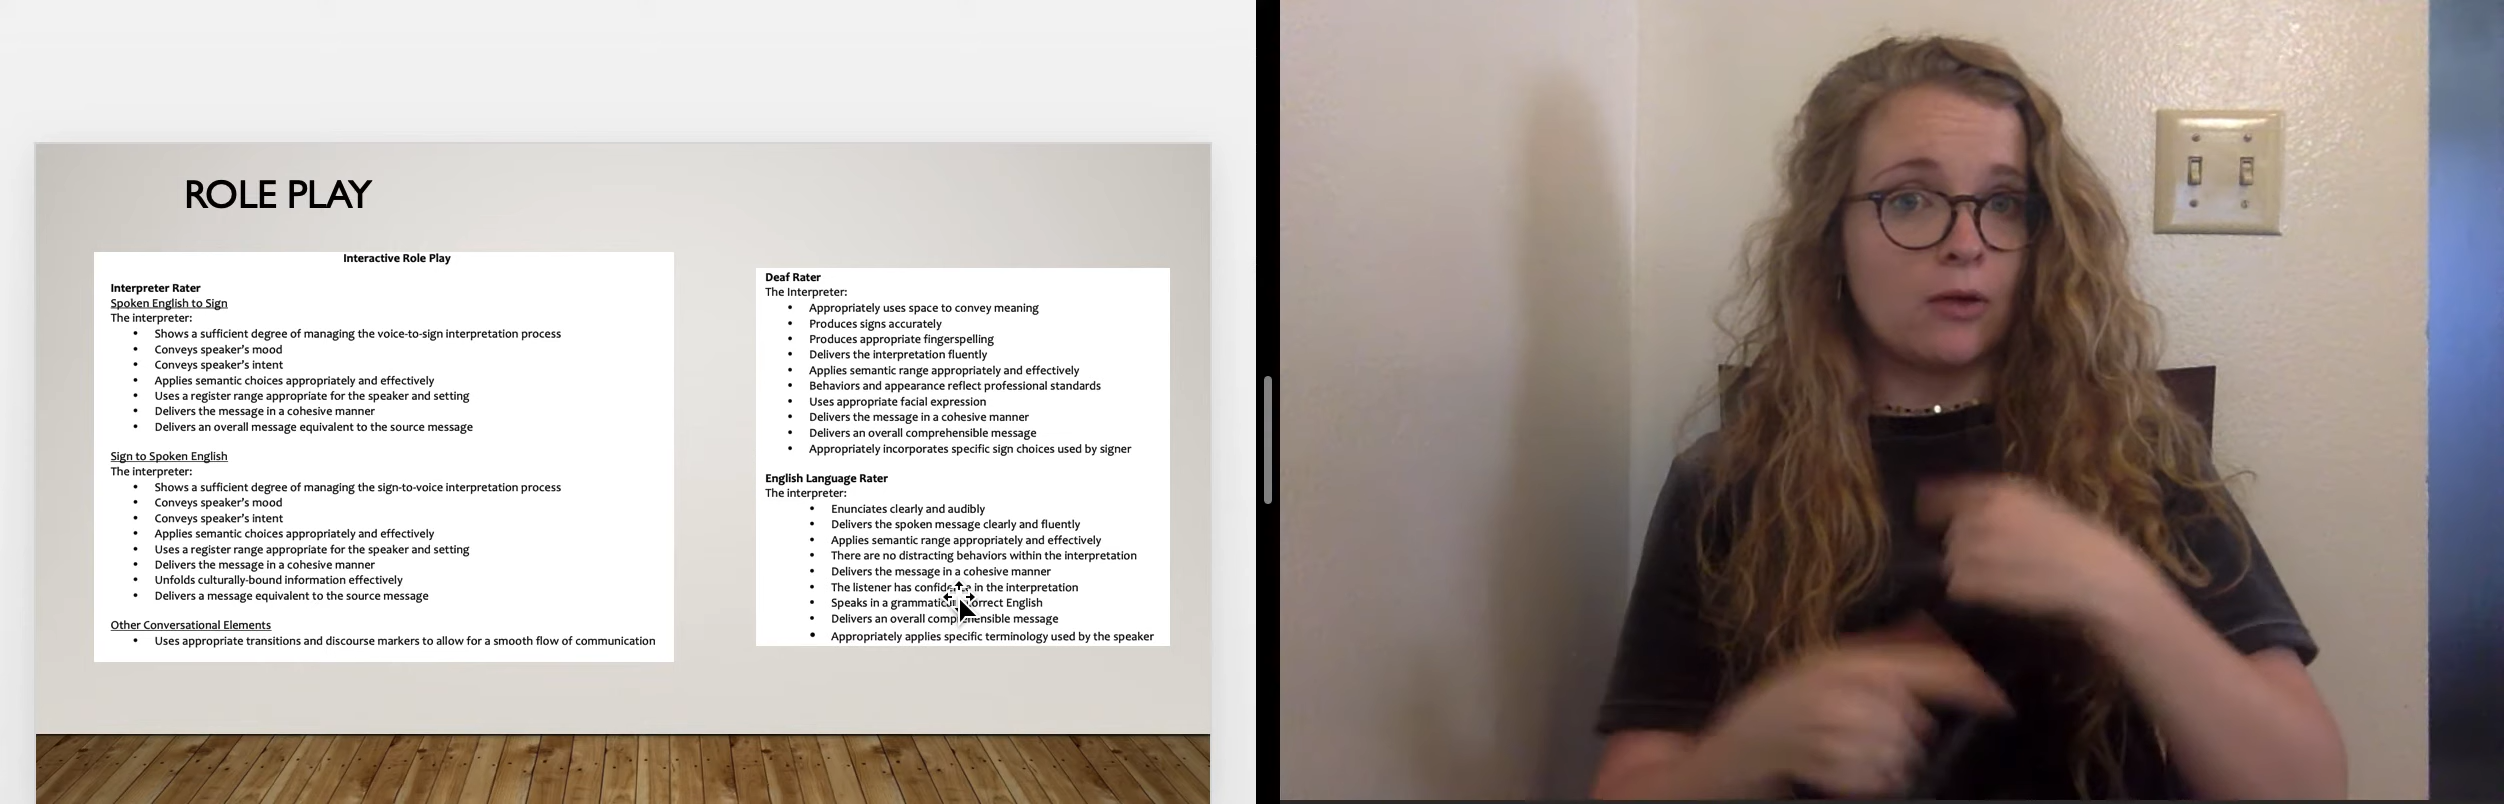 ROLE PLAY
Interactive Role Play
Interpreter Rater
Spoken English to Sign
The interpreter:
• Shows a sufficient degree of managing the voice-to-sign interpretation process
• Conveys speaker's mood
• Conveys speaker's intent
• Applies semantic choices appropriately and effectively
• Uses a register range appropriate for the speaker and setting
• Delivers the message in a cohesive manner
• Delivers an overall message equivalent to the source message
Sign to Spoken English
The interpreter:
• Shows a sufficient degree of managing the sign-to-voice interpretation process
• Conveys speaker's mood
• Conveys speaker's intent
• Applies semantic choices appropriately and effectively
• Uses a register range appropriate for the speaker and setting
• Delivers the message in a cohesive manner
• Unfolds culturally-bound information effectively
• Delivers a message equivalent to the source message
Other Conversational Elements
• Uses appropriate transitions and discourse markers to allow for a smooth flow of communication
Deaf Rater
The Interpreter:
• Appropriately uses space to convey meaning
• Produces signs accurately
• Produces appropriate fingerspelling
• Delivers the interpretation fluently
• Applies semantic range appropriately and effectively
• Behaviors and appearance reflect professional standards
• Uses appropriate facial expression
• Delivers the message in a cohesive manner
• Delivers an overall comprehensible message
• Appropriately incorporates specific sign choices used by signer
English Language Rater
The interpreter:
• Enunciates clearly and audibly
• Delivers the spoken message clearly and fluently
• Applies semantic range appropriately and effectively
• There are no distracting behaviors within the interpretation
• Delivers the message in a cohesive manner
• The listener has confidence in the interpretation
• Speaks in a English
• Delivers an overall comprehensible message
• Appropriately applies specific terminology used by the speaker